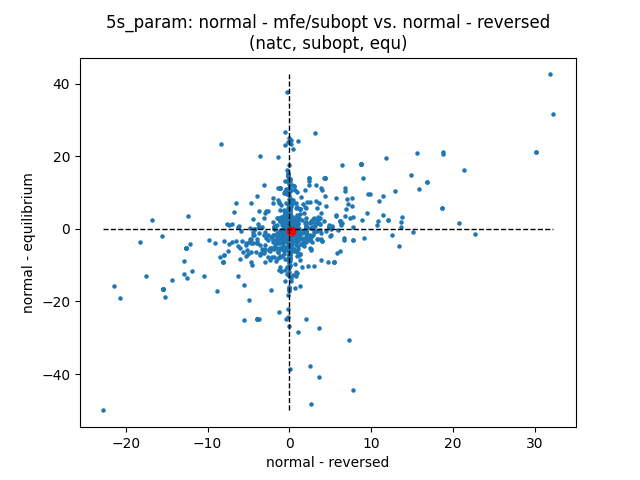 5s_param: normal - mfe/subopt vs. normal - reversed
(natc, subopt, equ)
normal - equilibrium
40
20
0
−20
−40
−20
−10
0
10
20
30
normal - reversed